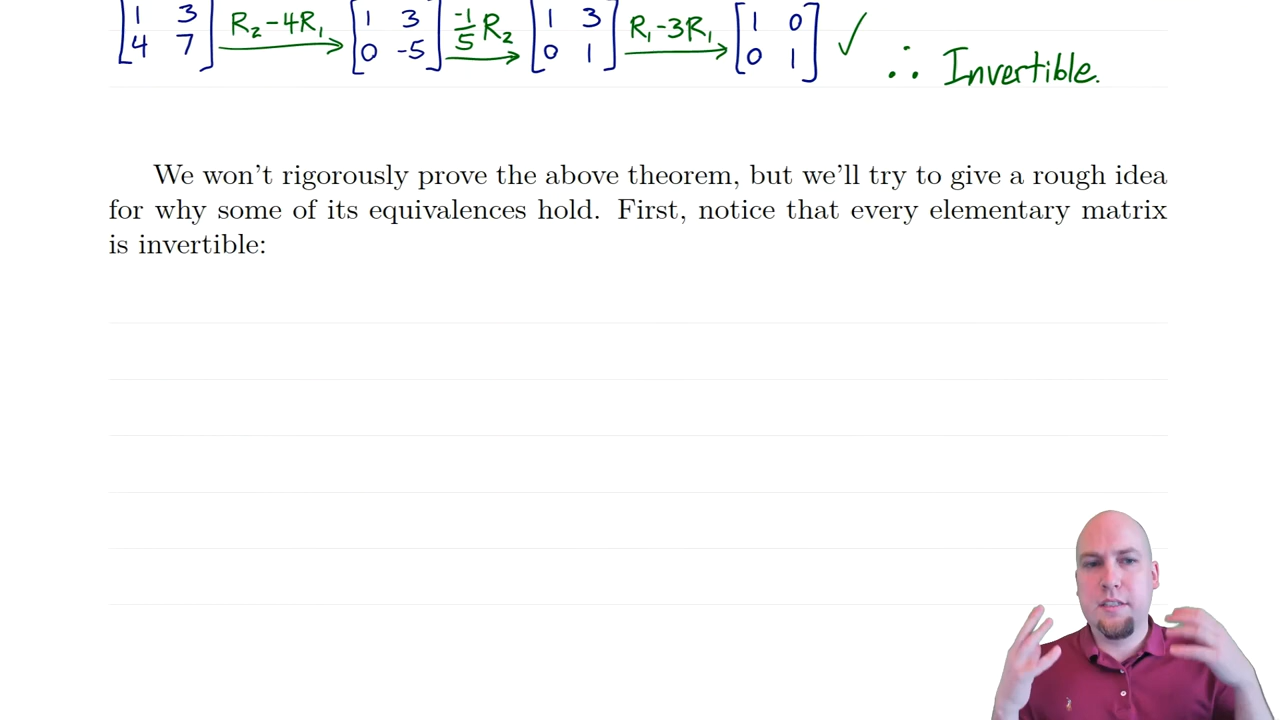 [1 3; 4 7] R₂-4R₁ → [1 3; 0 -5] -1/5 R₂ → [1 3; 0 1] R₁-3R₁ → [1 0; 0 1] ✓ ∴ Invertible.
We won't rigorously prove the above theorem, but we'll try to give a rough idea
for why some of its equivalences hold. First, notice that every elementary matrix
is invertible: